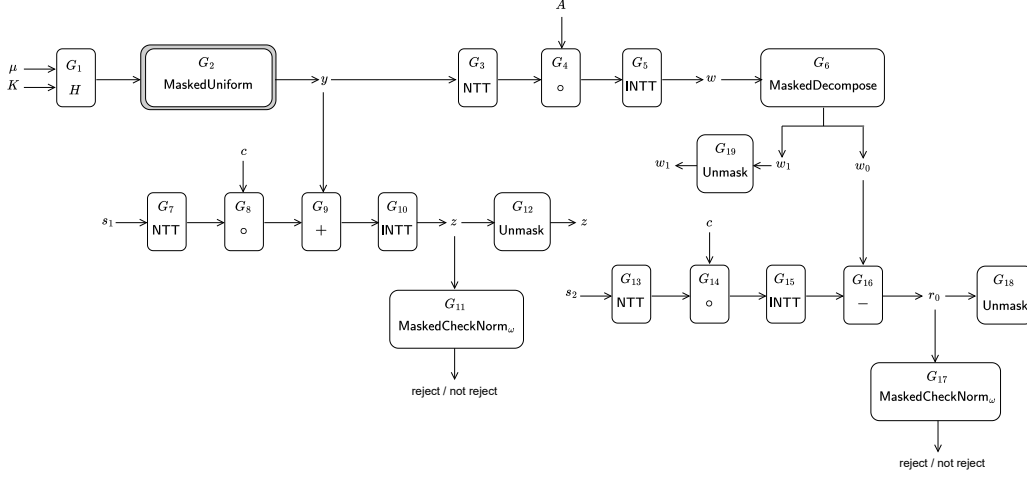 A
μ
K
G₁
H
G₂
MaskedUniform
y
G₃
NTT
G₄
∘
G₅
INTT
w
G₆
MaskedDecompose
w₁
G₁₉
Unmask
w₁
w₀
c
s₁
G₇
NTT
G₈
∘
G₉
+
G₁₀
INTT
z
G₁₂
Unmask
z
G₁₁
MaskedCheckNormω
reject / not reject
c
s₂
G₁₃
NTT
G₁₄
∘
G₁₅
INTT
G₁₆
−
r₀
G₁₈
Unmask
G₁₇
MaskedCheckNormω
reject / not reject